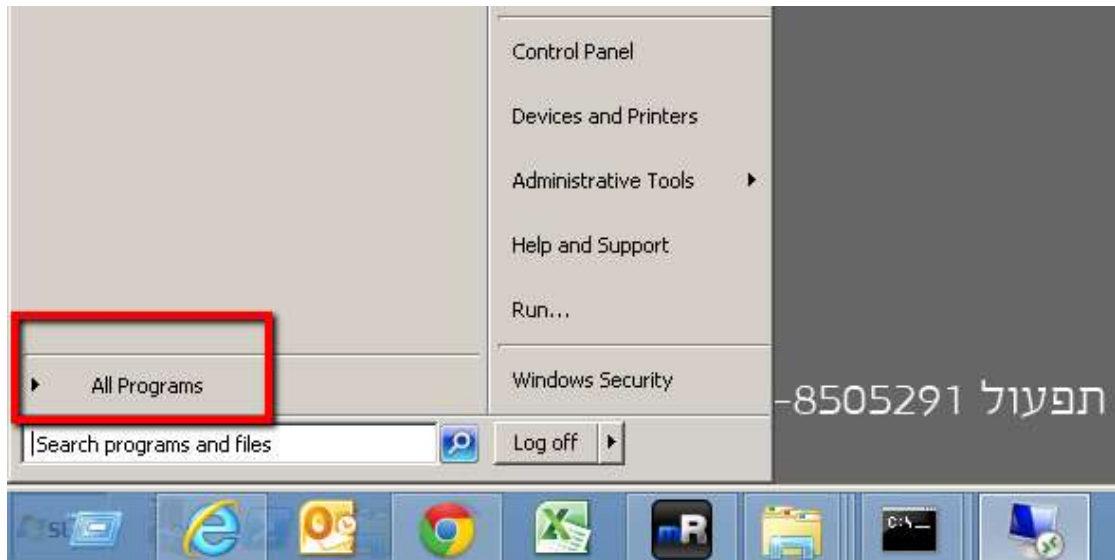 Control Panel
Devices and Printers
Administrative Tools
Help and Support
Run...
All Programs
Windows Security
תפעול 8505291-
Search programs and files
Log off
mR
C:\_